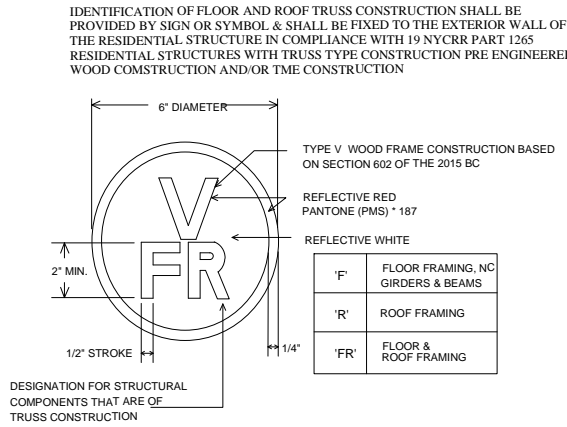 IDENTIFICATION OF FLOOR AND ROOF TRUSS CONSTRUCTION SHALL BE
PROVIDED BY SIGN OR SYMBOL & SHALL BE FIXED TO THE EXTERIOR WALL OF
THE RESIDENTIAL STRUCTURE IN COMPLIANCE WITH 19 NYCRR PART 1265
RESIDENTIAL STRUCTURES WITH TRUSS TYPE CONSTRUCTION PRE ENGINEERE
WOOD COMSTRUCTION AND/OR TME CONSTRUCTION
6" DIAMETER
TYPE V WOOD FRAME CONSTRUCTION BASED
ON SECTION 602 OF THE 2015 BC
V
REFLECTIVE RED
PANTONE (PMS) * 187
REFLECTIVE WHITE
FR
2" MIN.
'F' FLOOR FRAMING, NC
GIRDERS & BEAMS
'R' ROOF FRAMING
'FR' FLOOR &
ROOF FRAMING
1/2" STROKE
1/4"
DESIGNATION FOR STRUCTURAL
COMPONENTS THAT ARE OF
TRUSS CONSTRUCTION